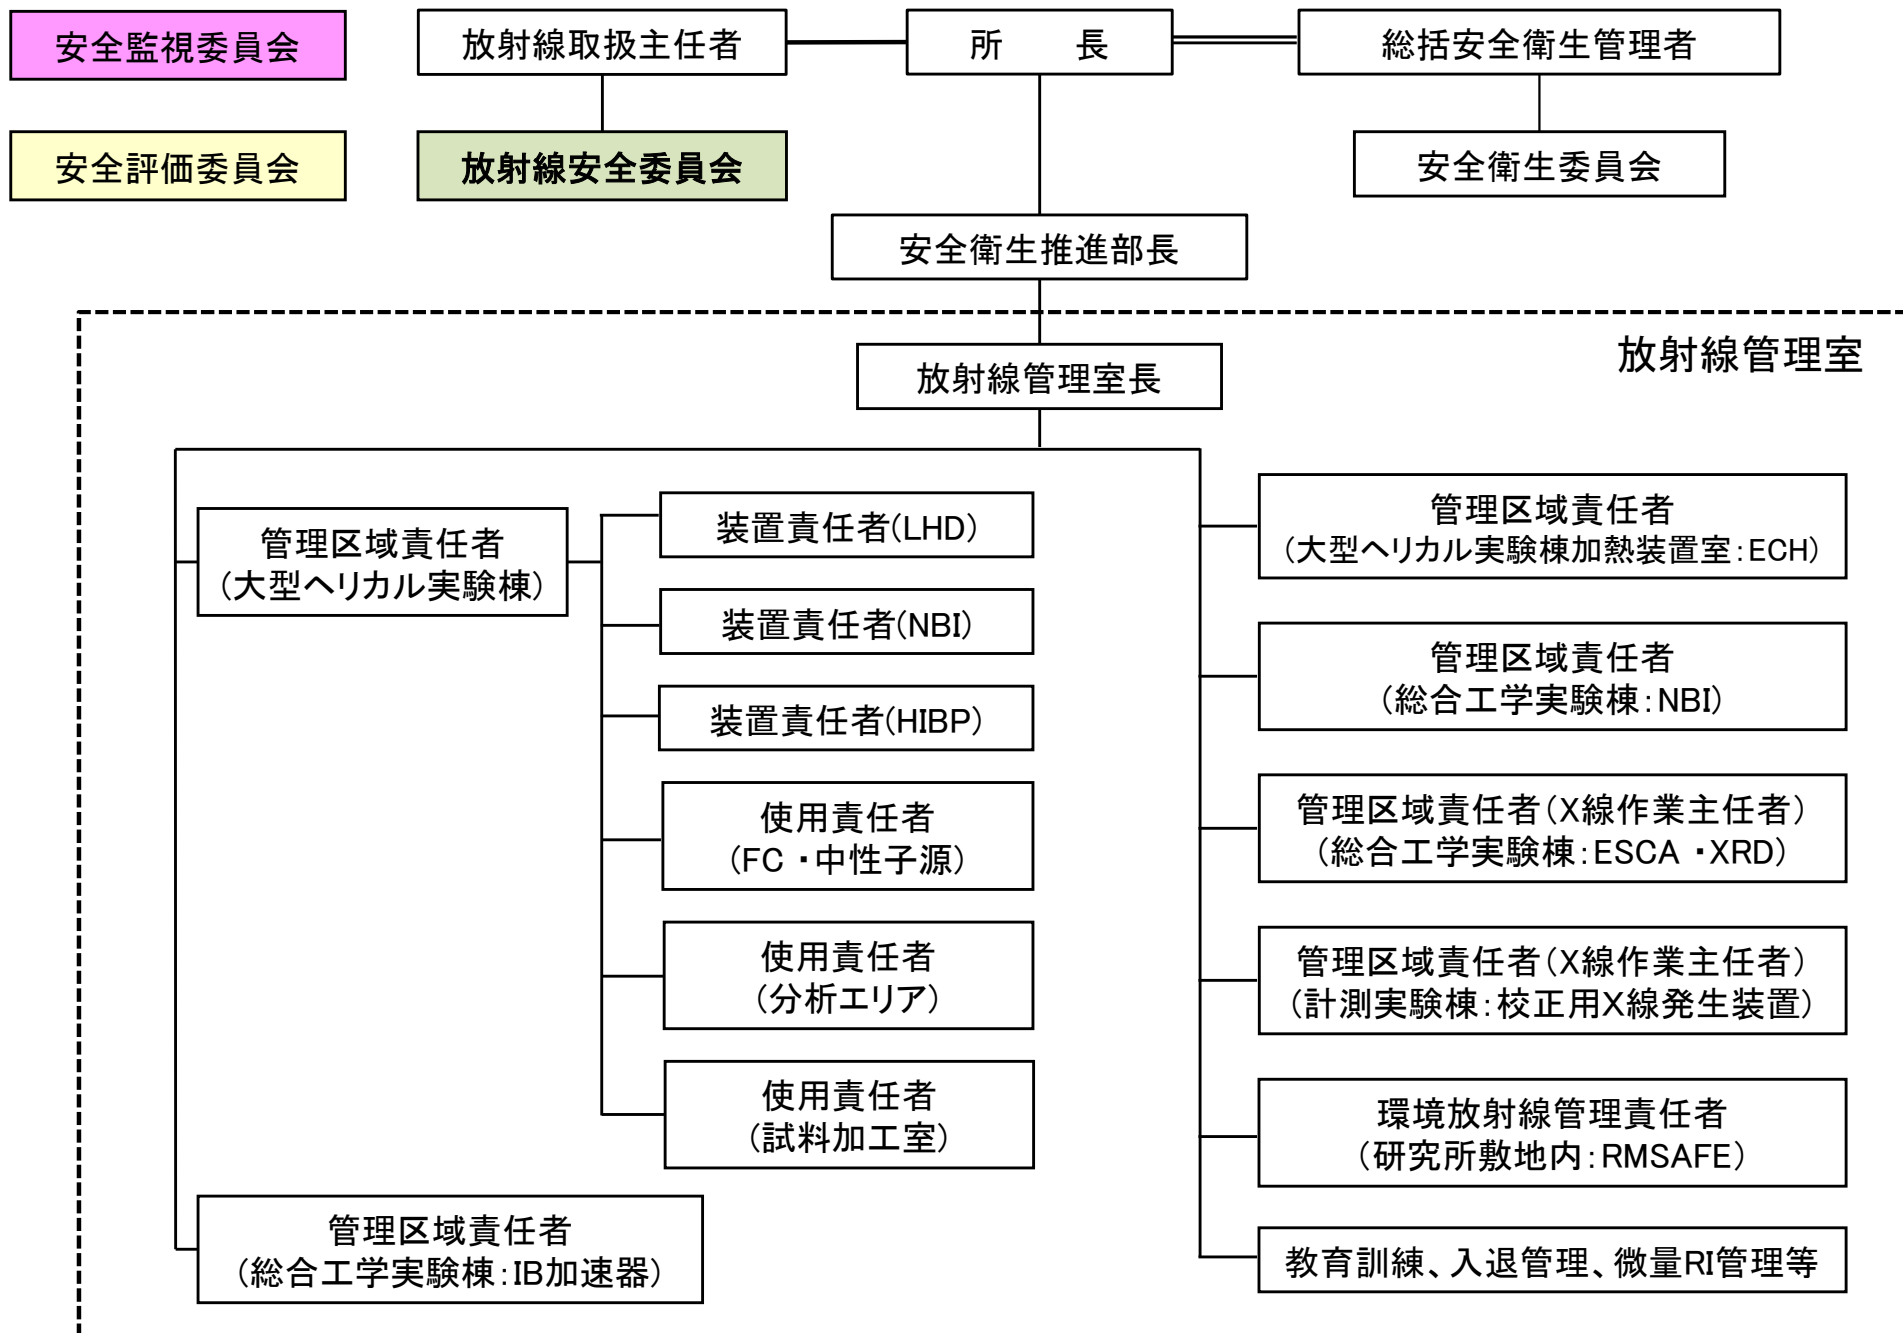 安全監視委員会
放射線取扱主任者
所　　長
総括安全衛生管理者
安全評価委員会
放射線安全委員会
安全衛生委員会
安全衛生推進部長
放射線管理室
放射線管理室長
管理区域責任者
(大型ヘリカル実験棟)
装置責任者(LHD)
装置責任者(NBI)
装置責任者(HIBP)
使用責任者
(FC・中性子源)
使用責任者
(分析エリア)
使用責任者
(試料加工室)
管理区域責任者
(総合工学実験棟：IB加速器)
管理区域責任者
(大型ヘリカル実験棟加熱装置室：ECH)
管理区域責任者
(総合工学実験棟：NBI)
管理区域責任者(X線作業主任者)
(総合工学実験棟：ESCA・XRD)
管理区域責任者(X線作業主任者)
(計測実験棟：校正用X線発生装置)
環境放射線管理責任者
(研究所敷地内：RMSAFE)
教育訓練、入退管理、微量RI管理等